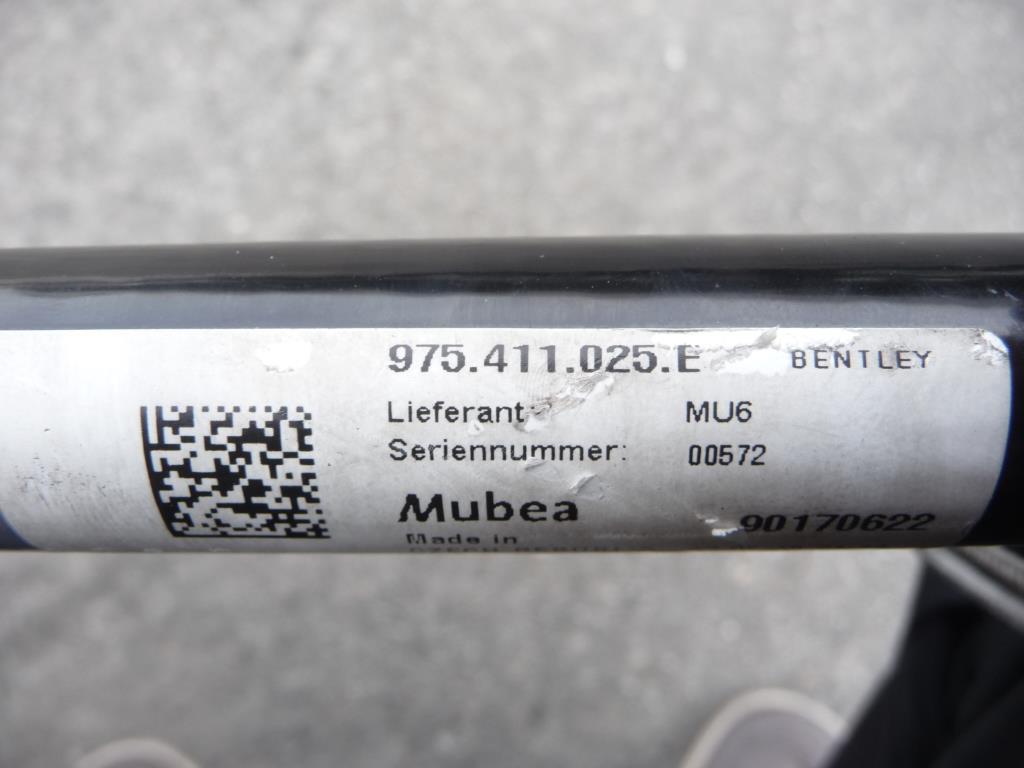 975.411.025.E BENTLEY
Lieferant: MU6
Seriennummer: 00572
Mubea 90170622
Made in